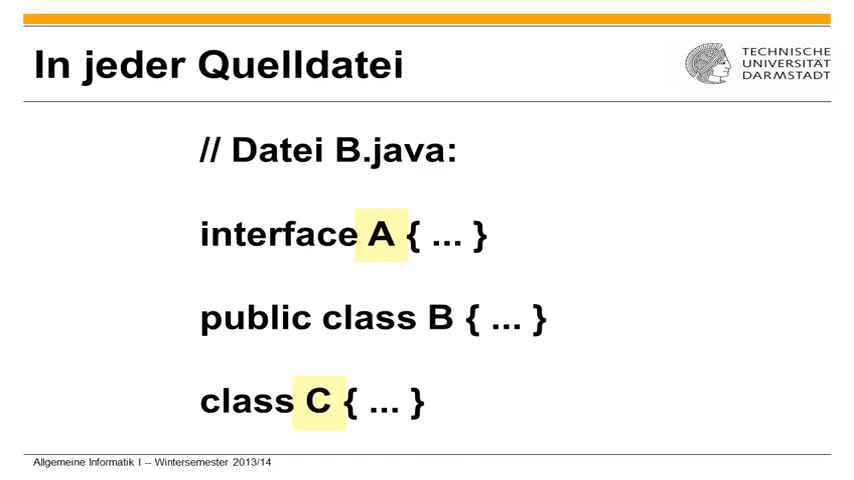 In jeder Quelldatei
TECHNISCHE
UNIVERSITÄT
DARMSTADT
// Datei B.java:
interface A { ... }
public class B { ... }
class C { ... }
Allgemeine Informatik I -- Wintersemester 2013/14